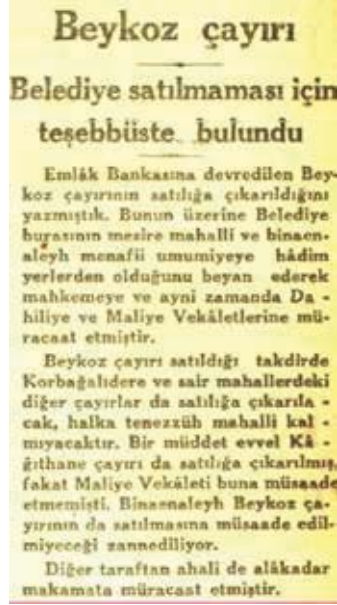 Beykoz çayırı
Belediye satılmaması için
teşebbüste bulundu
Emlâk Bankasına devredilen Bey-
koz çayırının satılığa çıkarıldığını
yazmıştık. Bunun üzerine Belediye
burasının mesire mahalli ve binaen-
aleyh menafii umumiyeye hâdim
yerlerden olduğunu beyan ederek
mahkemeye ve ayni zamanda Da -
hiliye ve Maliye Vekâletlerine mü-
racaat etmiştir.
Beykoz çayırı satıldığı takdirde
Korbağalıdere ve sair mahallerdeki
diğer çayırlar da satılığa çıkarıla -
cak, halka tenezzüh mahalli kal -
mıyacaktır. Bir müddet evvel Kâ -
ğıthane çayırı da satılığa çıkarılmış,
fakat Maliye Vekâleti buna müsaade
etmemişti. Binaenaleyh Beykoz ça-
yırının da satılmasına müsaade edil-
miyeceği zannediliyor.
Diğer taraftan ahali de alâkadar
makamata müracaat etmiştir.